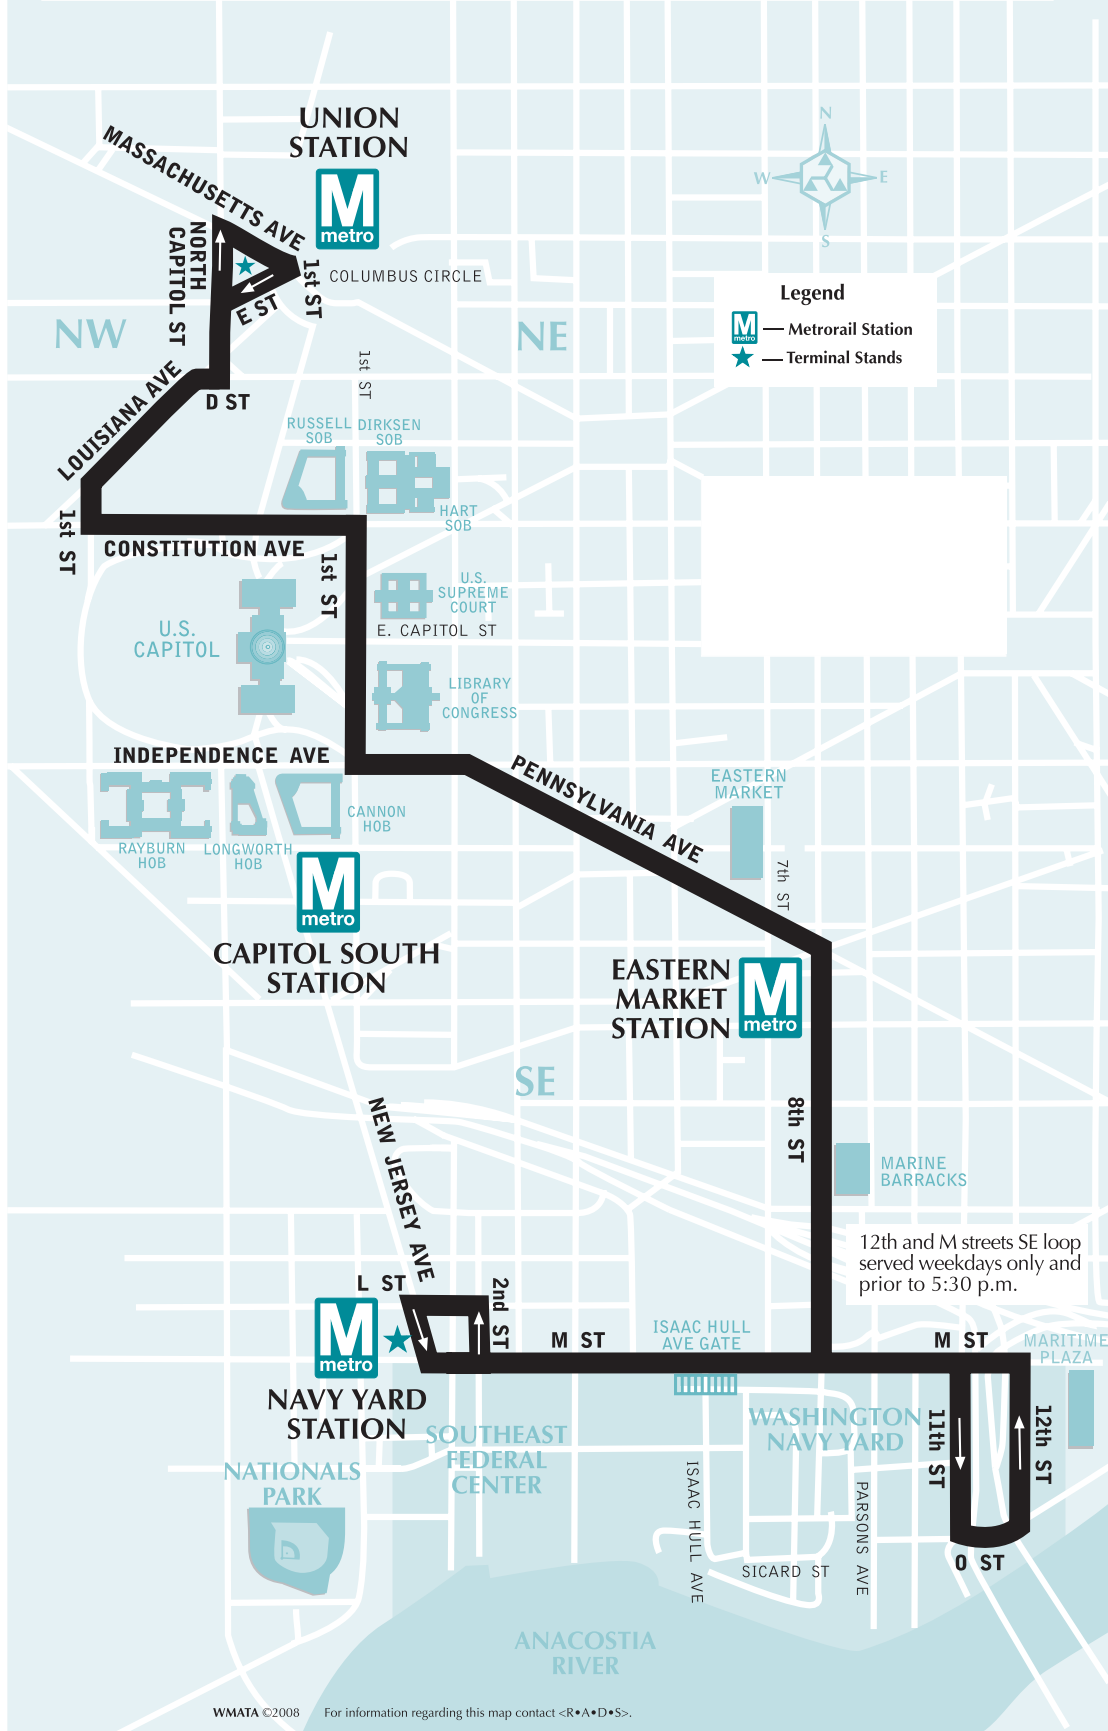 UNION
STATION
M
metro
MASSACHUSETTS AVE
NORTH
CAPITOL ST
1st ST
E ST
COLUMBUS CIRCLE
N
W
E
S
Legend
M
metro
Metrorail Station
Terminal Stands
NW
NE
1st ST
LOUISIANA AVE
D ST
RUSSELL
SOB
DIRKSEN
SOB
HART
SOB
1st ST
CONSTITUTION AVE
1st ST
U.S.
SUPREME
COURT
E. CAPITOL ST
U.S.
CAPITOL
LIBRARY
OF
CONGRESS
INDEPENDENCE AVE
PENNSYLVANIA AVE
EASTERN
MARKET
RAYBURN
HOB
LONGWORTH
HOB
CANNON
HOB
7th ST
M
metro
CAPITOL SOUTH
STATION
EASTERN
MARKET
STATION
M
metro
SE
NEW JERSEY AVE
8th ST
MARINE
BARRACKS
12th and M streets SE loop
served weekdays only and
prior to 5:30 p.m.
L ST
2nd ST
M
metro
NAVY YARD
STATION
M ST
ISAAC HULL
AVE GATE
M ST
MARITIME
PLAZA
SOUTHEAST
FEDERAL
CENTER
WASHINGTON
NAVY YARD
11th ST
12th ST
NATIONALS
PARK
ISAAC HULL AVE
PARSONS AVE
SICARD ST
O ST
ANACOSTIA
RIVER
WMATA ©2008 For information regarding this map contact <R•A•D•S>.